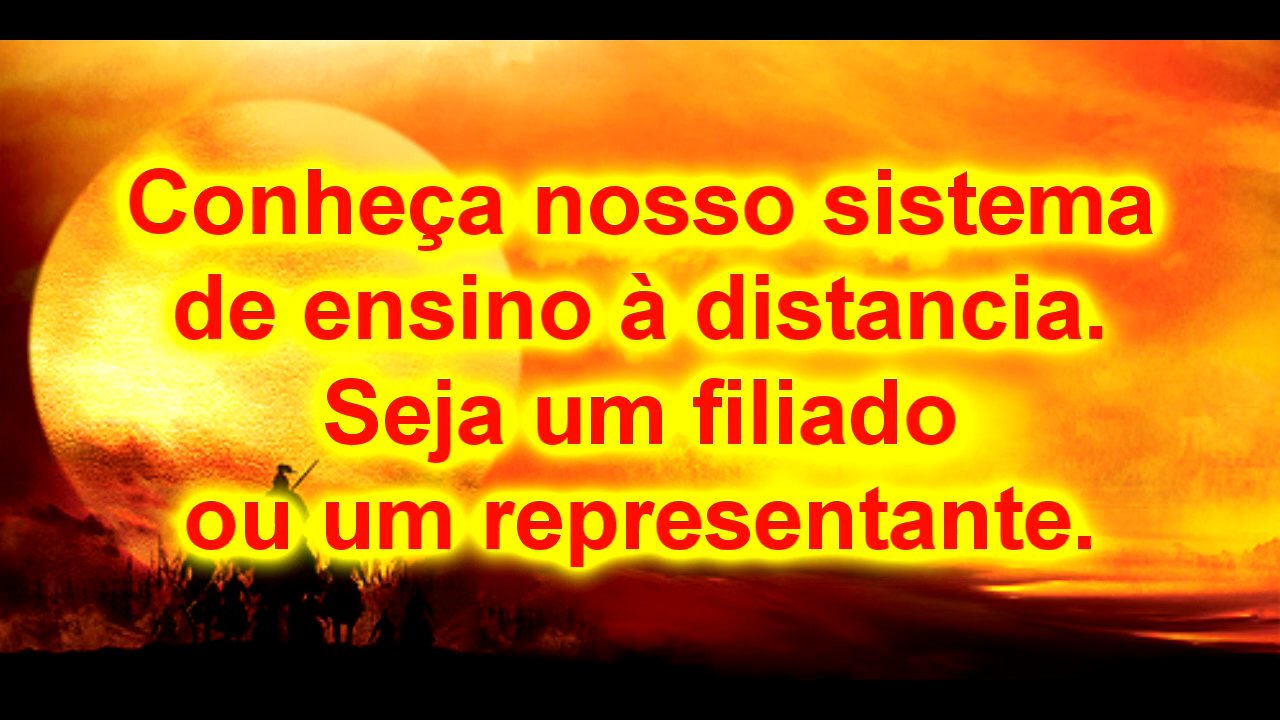 Conheça nosso sistema
de ensino à distancia.
Seja um filiado
ou um representante.